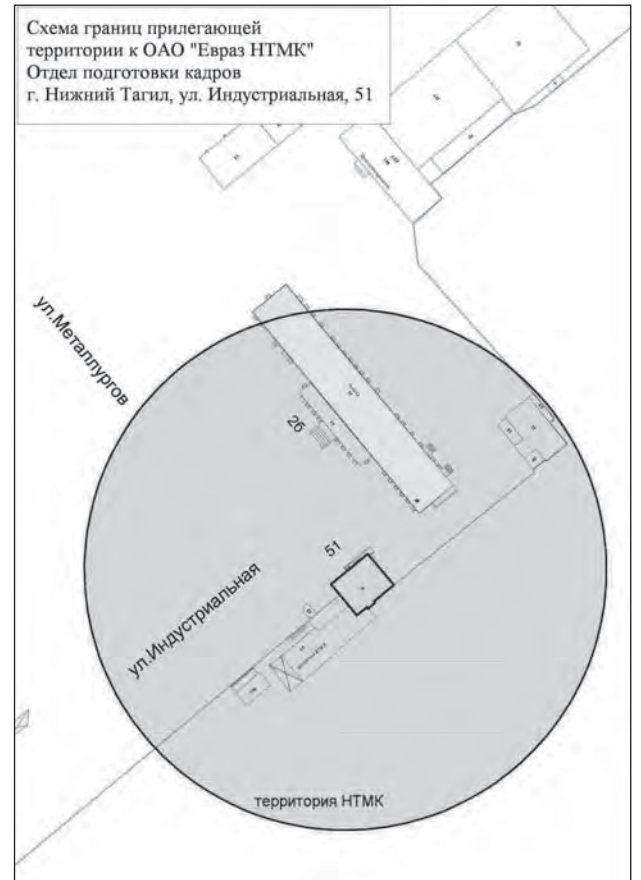 Схема границ прилегающей
территории к ОАО "Евраз НТМК"
Отдел подготовки кадров
г. Нижний Тагил, ул. Индустриальная, 51
ул.Металлургов
2б
51
ул.Индустриальная
территория НТМК